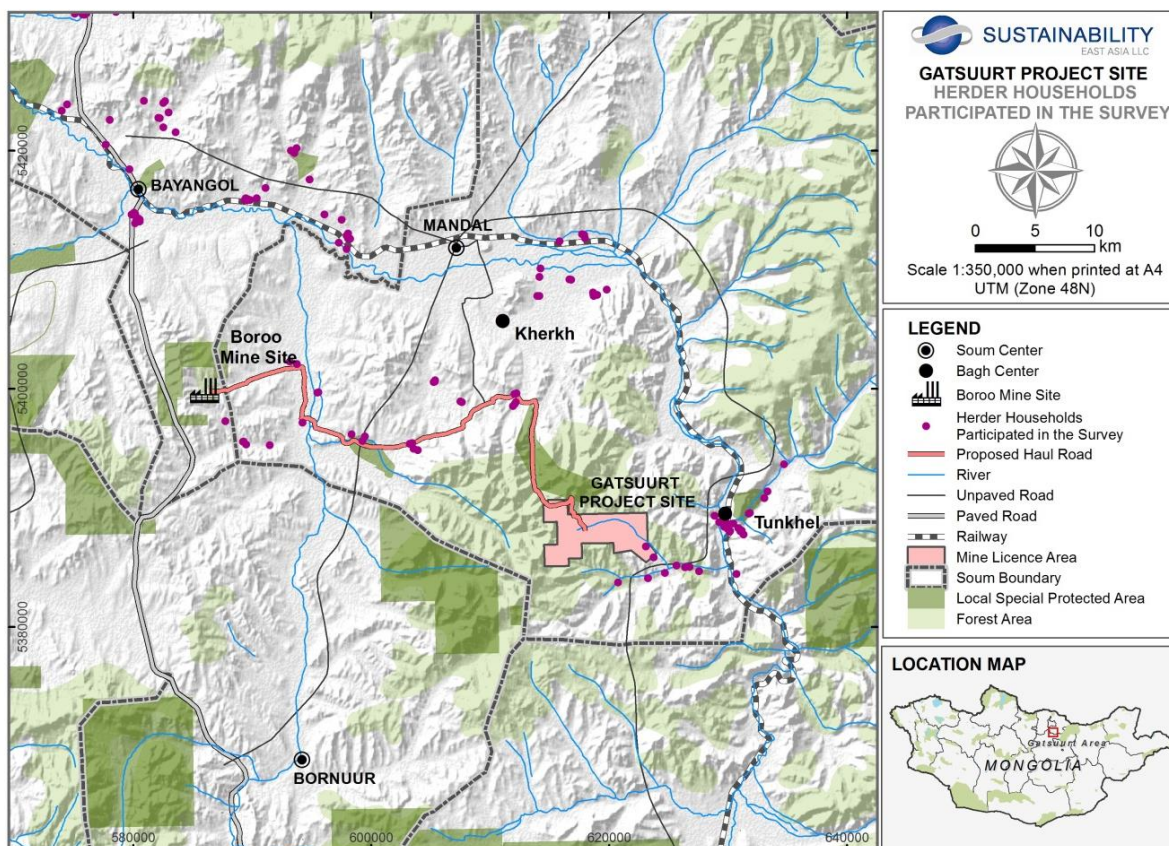 SUSTAINABILITY
EAST ASIA LLC
GATSUURT PROJECT SITE
HERDER HOUSEHOLDS
PARTICIPATED IN THE SURVEY
0 5 10
km
Scale 1:350,000 when printed at A4
UTM (Zone 48N)
LEGEND
Soum Center
Bagh Center
Boroo Mine Site
Herder Households
Participated in the Survey
Proposed Haul Road
River
Unpaved Road
Paved Road
Railway
Mine Licence Area
Soum Boundary
Local Special Protected Area
Forest Area
LOCATION MAP
Gatsuurt Area
MONGOLIA
BAYANGOL
MANDAL
Kherkh
Boroo
Mine Site
GATSUURT
PROJECT SITE
Tunkhel
BORNUUR
5420000
5400000
5380000
580000
600000
620000
640000